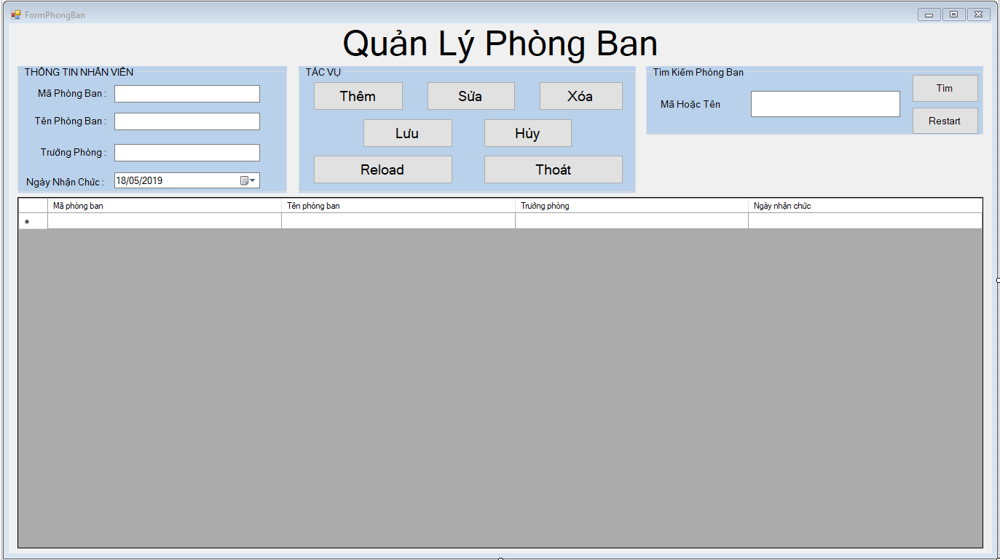 FormPhongBan
Quản Lý Phòng Ban
THÔNG TIN NHÂN VIÊN
Mã Phòng Ban :
Tên Phòng Ban :
Trưởng Phòng :
Ngày Nhận Chức :
18/05/2019
TÁC VỤ
Thêm
Sửa
Xóa
Lưu
Hủy
Reload
Thoát
Tìm Kiếm Phòng Ban
Mã Hoặc Tên
Tìm
Restart
Mã phòng ban
Tên phòng ban
Trưởng phòng
Ngày nhận chức